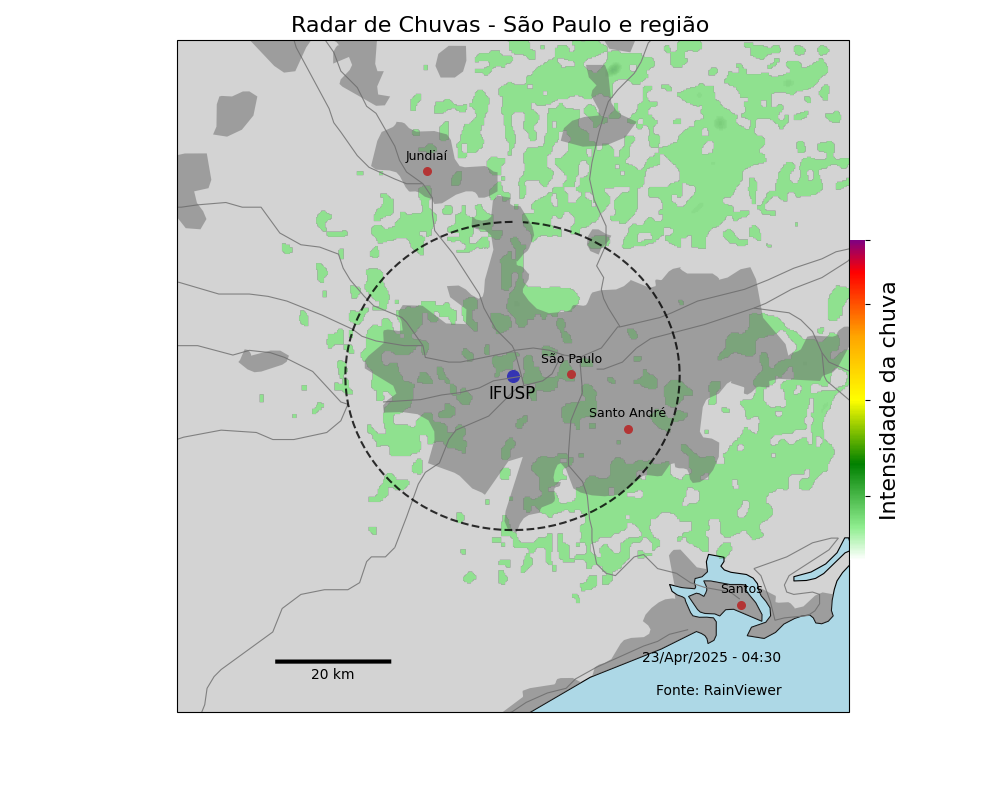 Radar de Chuvas - São Paulo e região
Jundiaí
São Paulo
IFUSP
Santo André
Intensidade da chuva
Santos
23/Apr/2025 - 04:30
20 km
Fonte: RainViewer